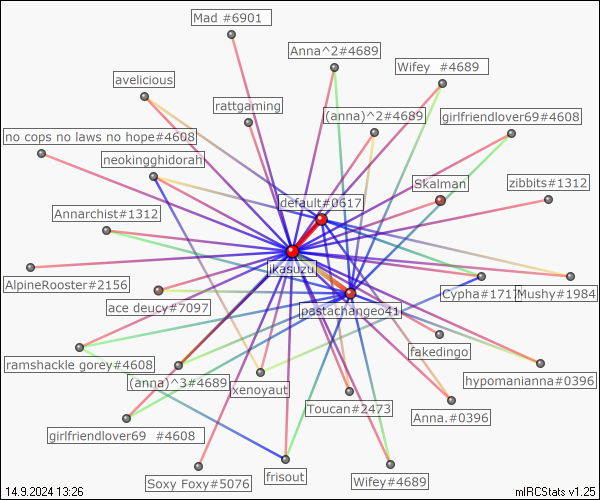 Mad #6901
Anna^2#4689
Wifey  #4689
avelicious
rattgaming
(anna)^2#4689
girlfriendlover69#4608
no cops no laws no hope#4608
neokingghidorah
Skalman
zibbits#1312
default#0617
Annarchist#1312
ikasuzu
AlpineRooster#2156
Cypha#1717
Mushy#1984
ace deucy#7097
pastachangeo41
fakedingo
ramshackle gorey#4608
(anna)^3#4689
xenoyaut
hypomanianna#0396
Toucan#2473
Anna.#0396
girlfriendlover69  #4608
Soxy Foxy#5076
frisout
Wifey#4689
14.9.2024 13:26
mIRCStats v1.25